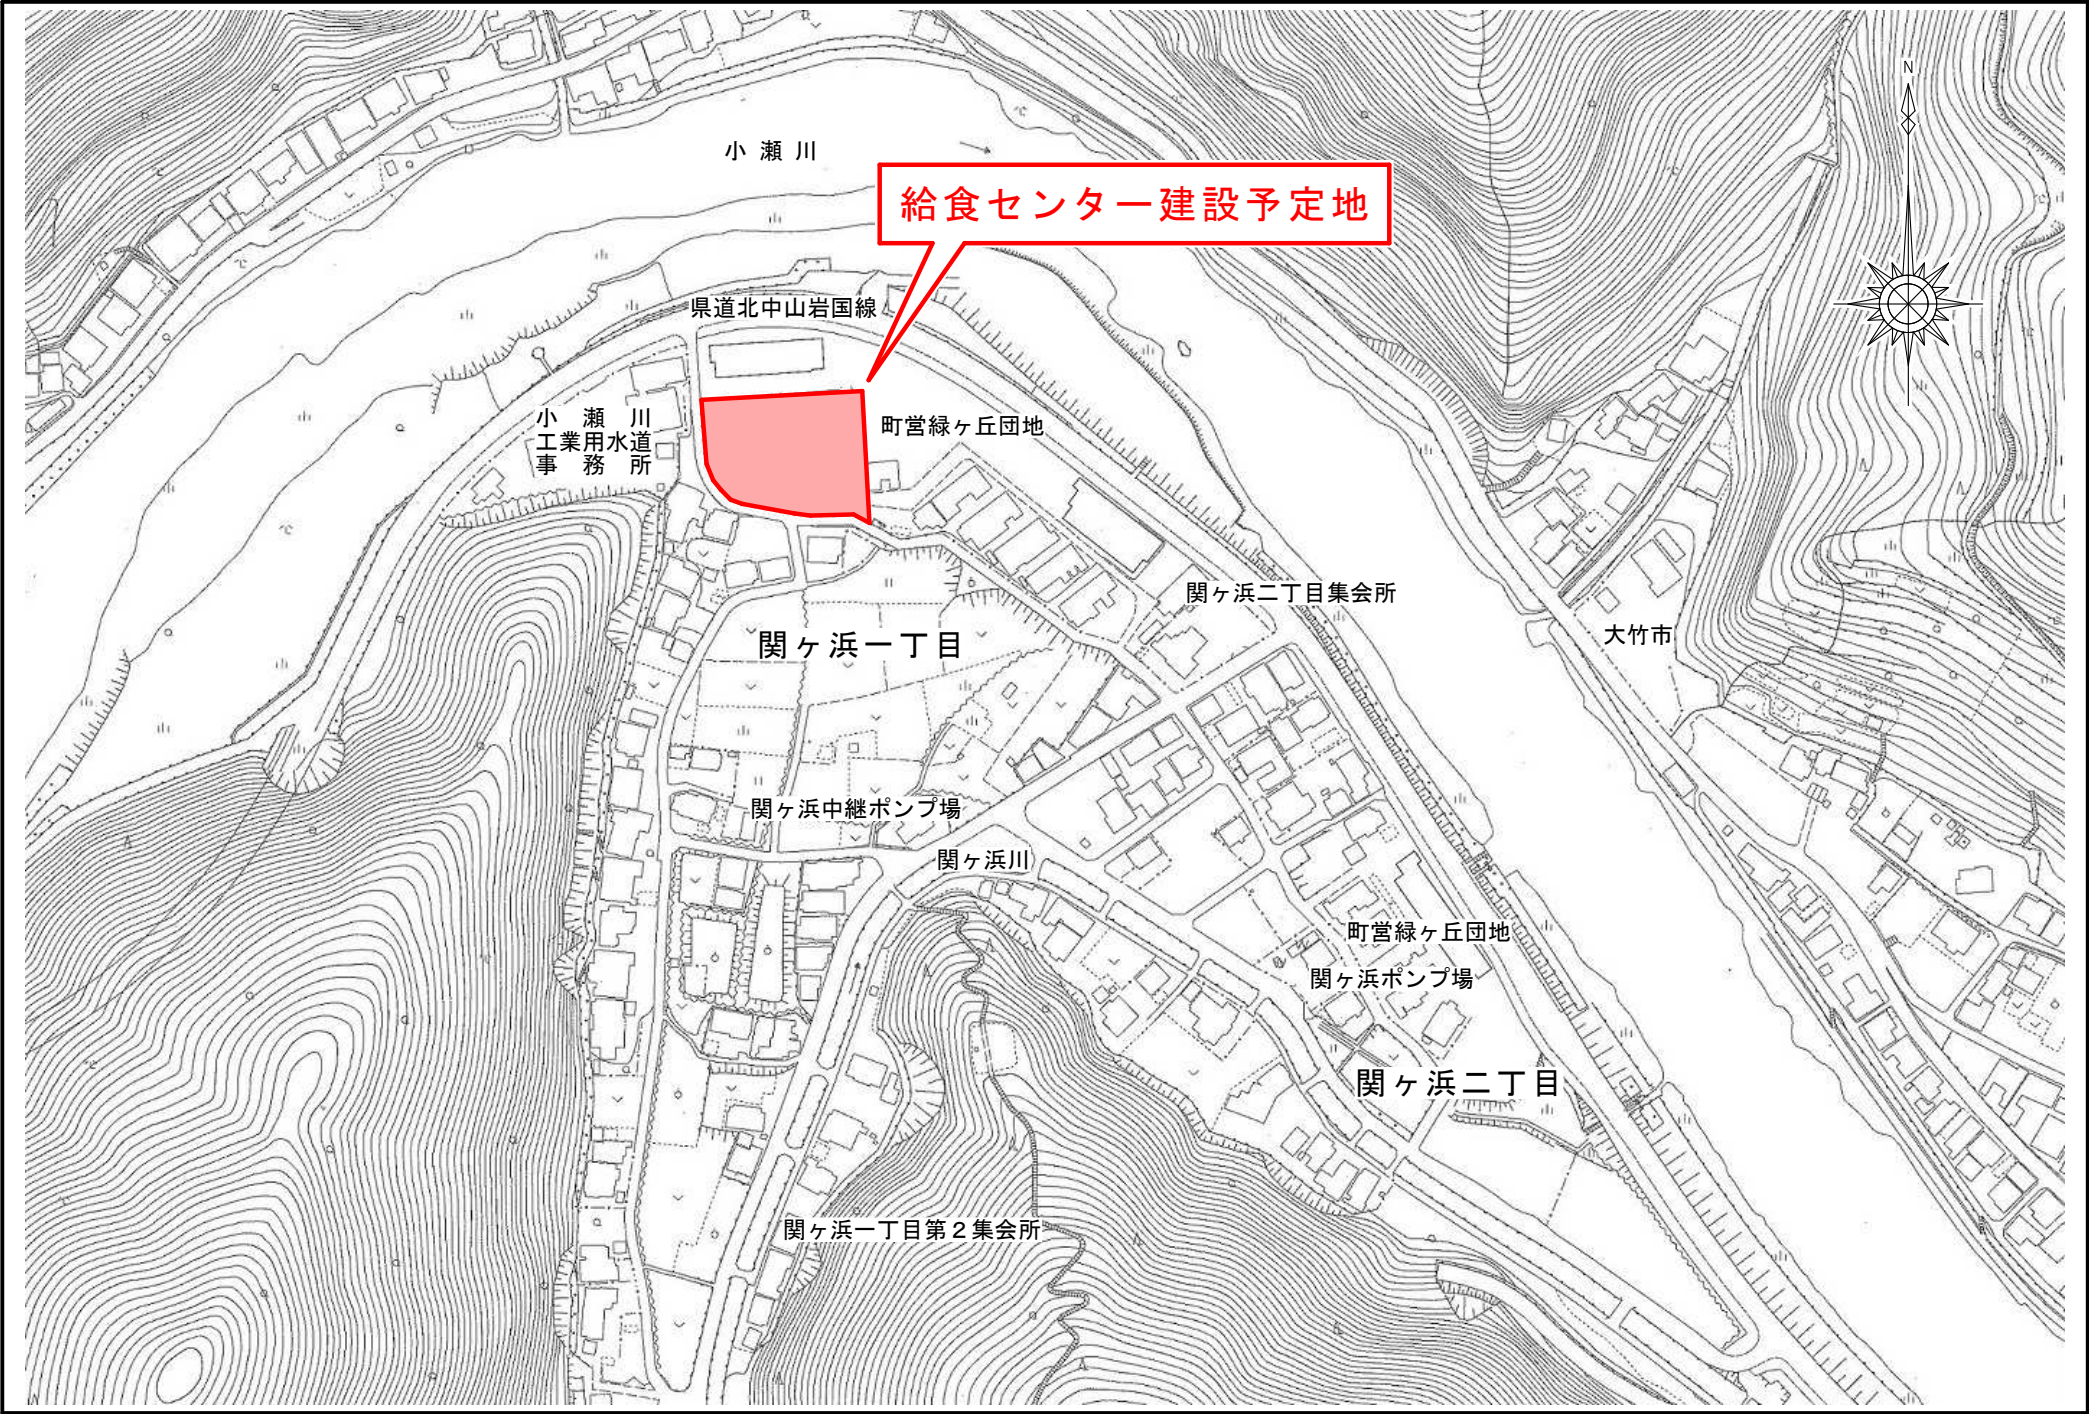 N
小瀬川
給食センター建設予定地
県道北中山岩国線
小瀬川
工業用水道
事務所
町営緑ヶ丘団地
関ヶ浜二丁目集会所
大竹市
関ヶ浜一丁目
関ヶ浜中継ポンプ場
関ヶ浜川
町営緑ヶ丘団地
関ヶ浜ポンプ場
関ヶ浜二丁目
関ヶ浜一丁目第２集会所